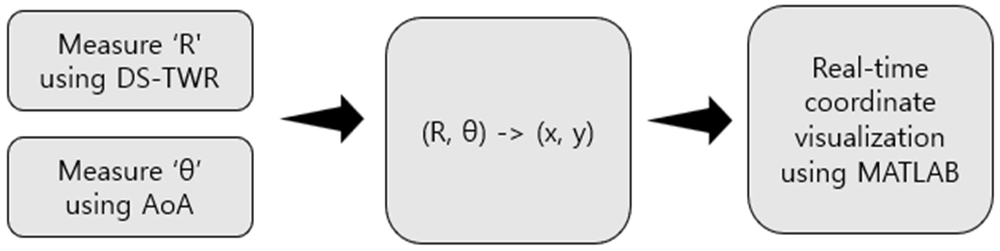 Measure ‘R'
using DS-TWR
Measure ‘θ’
using AoA
(R, θ) -> (x, y)
Real-time
coordinate
visualization
using MATLAB